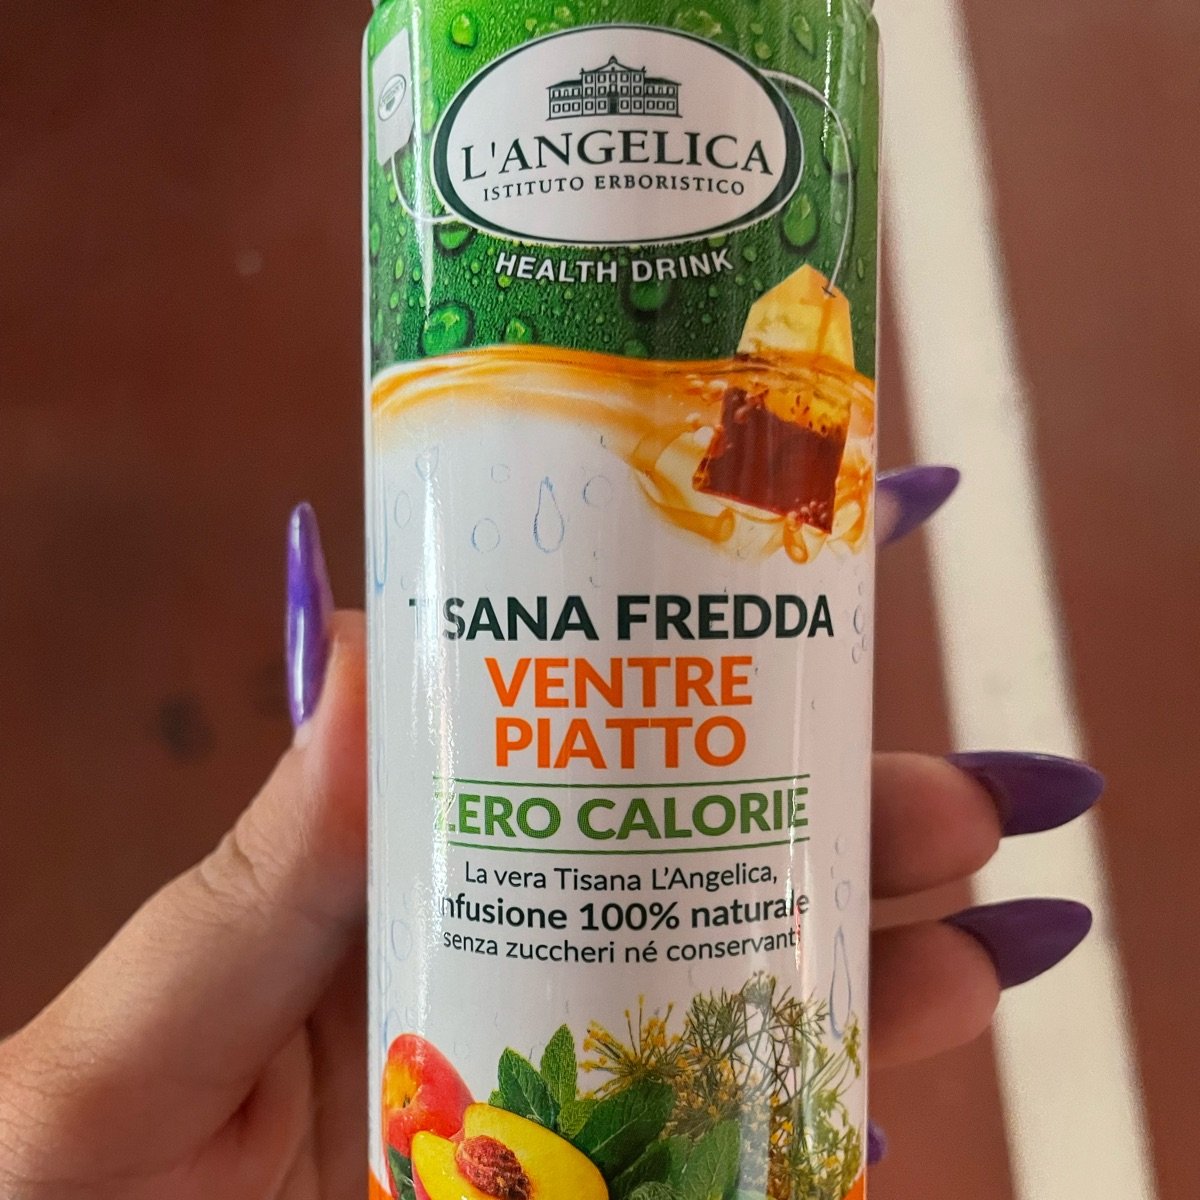 L'ANGELICA
ISTITUTO ERBORISTICO
HEALTH DRINK
TISANA FREDDA
VENTRE
PIATTO
ZERO CALORIE
La vera Tisana L'Angelica,
infusione 100% naturale
senza zuccheri né conservanti